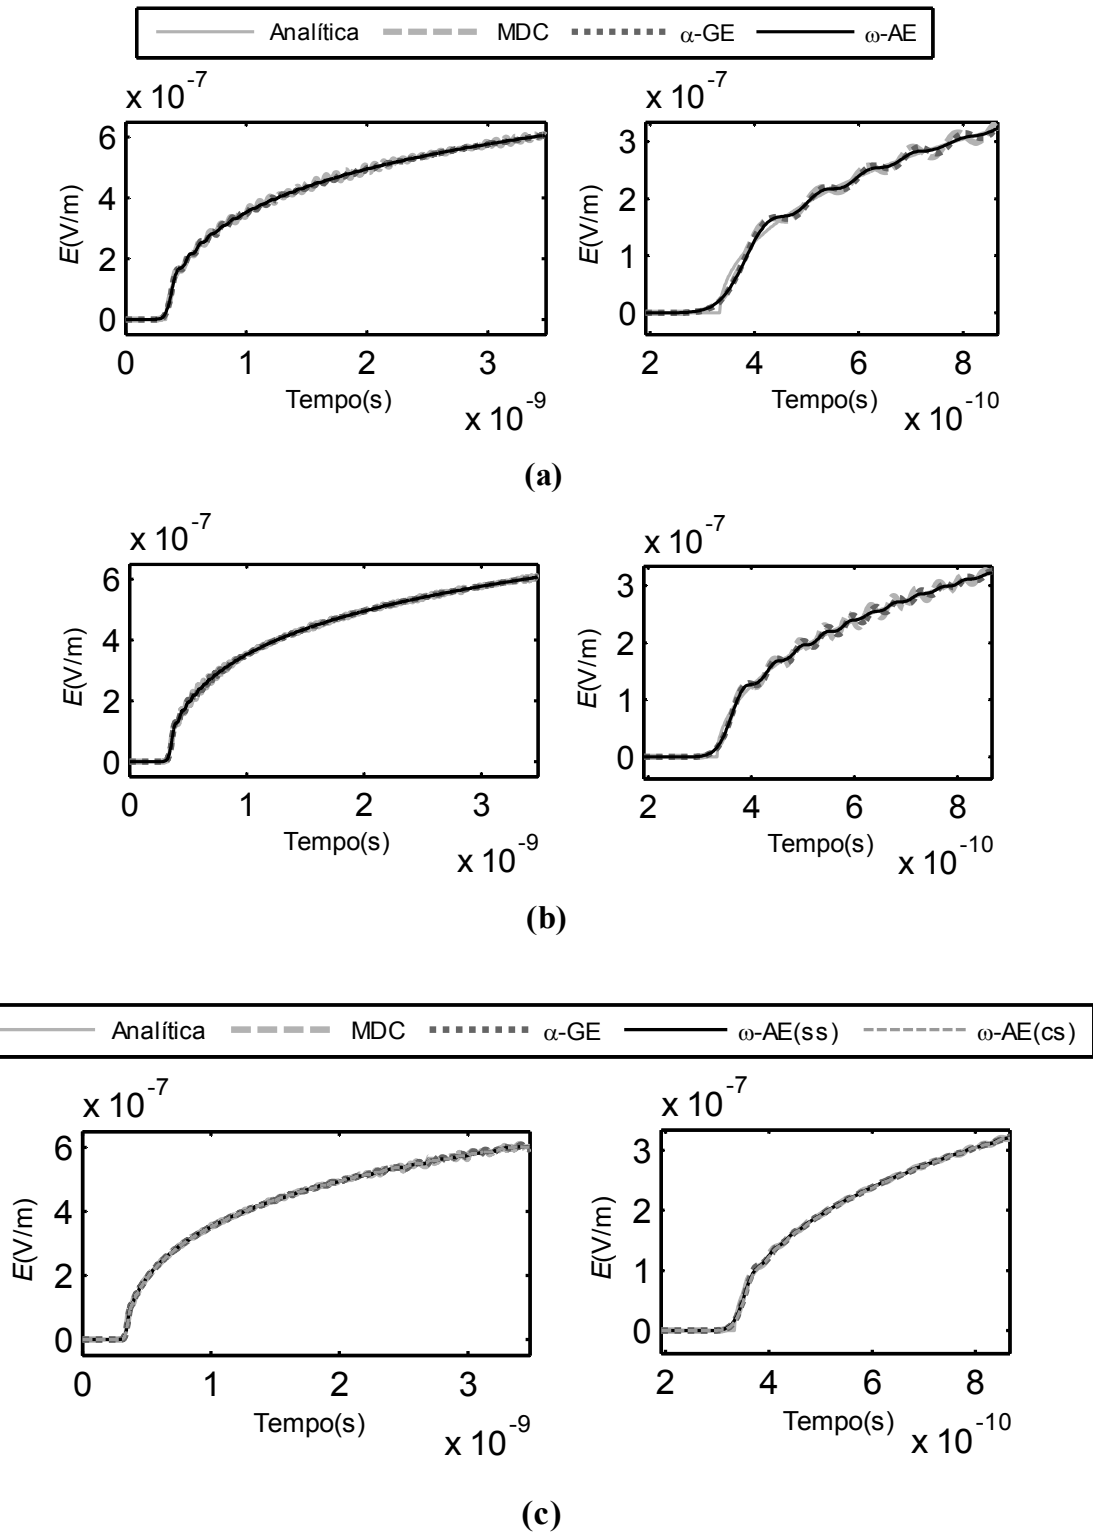 Analítica MDC α-GE ω-AE
x 10^-7 x 10^-7
6 3
4 2
2 1
0 0
E(V/m) E(V/m)
0 1 2 3 2 4 6 8
Tempo(s) Tempo(s)
x 10^-9 x 10^-10
(a)
x 10^-7 x 10^-7
6 3
4 2
2 1
0 0
E(V/m) E(V/m)
0 1 2 3 2 4 6 8
Tempo(s) Tempo(s)
x 10^-9 x 10^-10
(b)
Analítica MDC α-GE ω-AE(ss) ω-AE(cs)
x 10^-7 x 10^-7
6 3
4 2
2 1
0 0
E(V/m) E(V/m)
0 1 2 3 2 4 6 8
Tempo(s) Tempo(s)
x 10^-9 x 10^-10
(c)